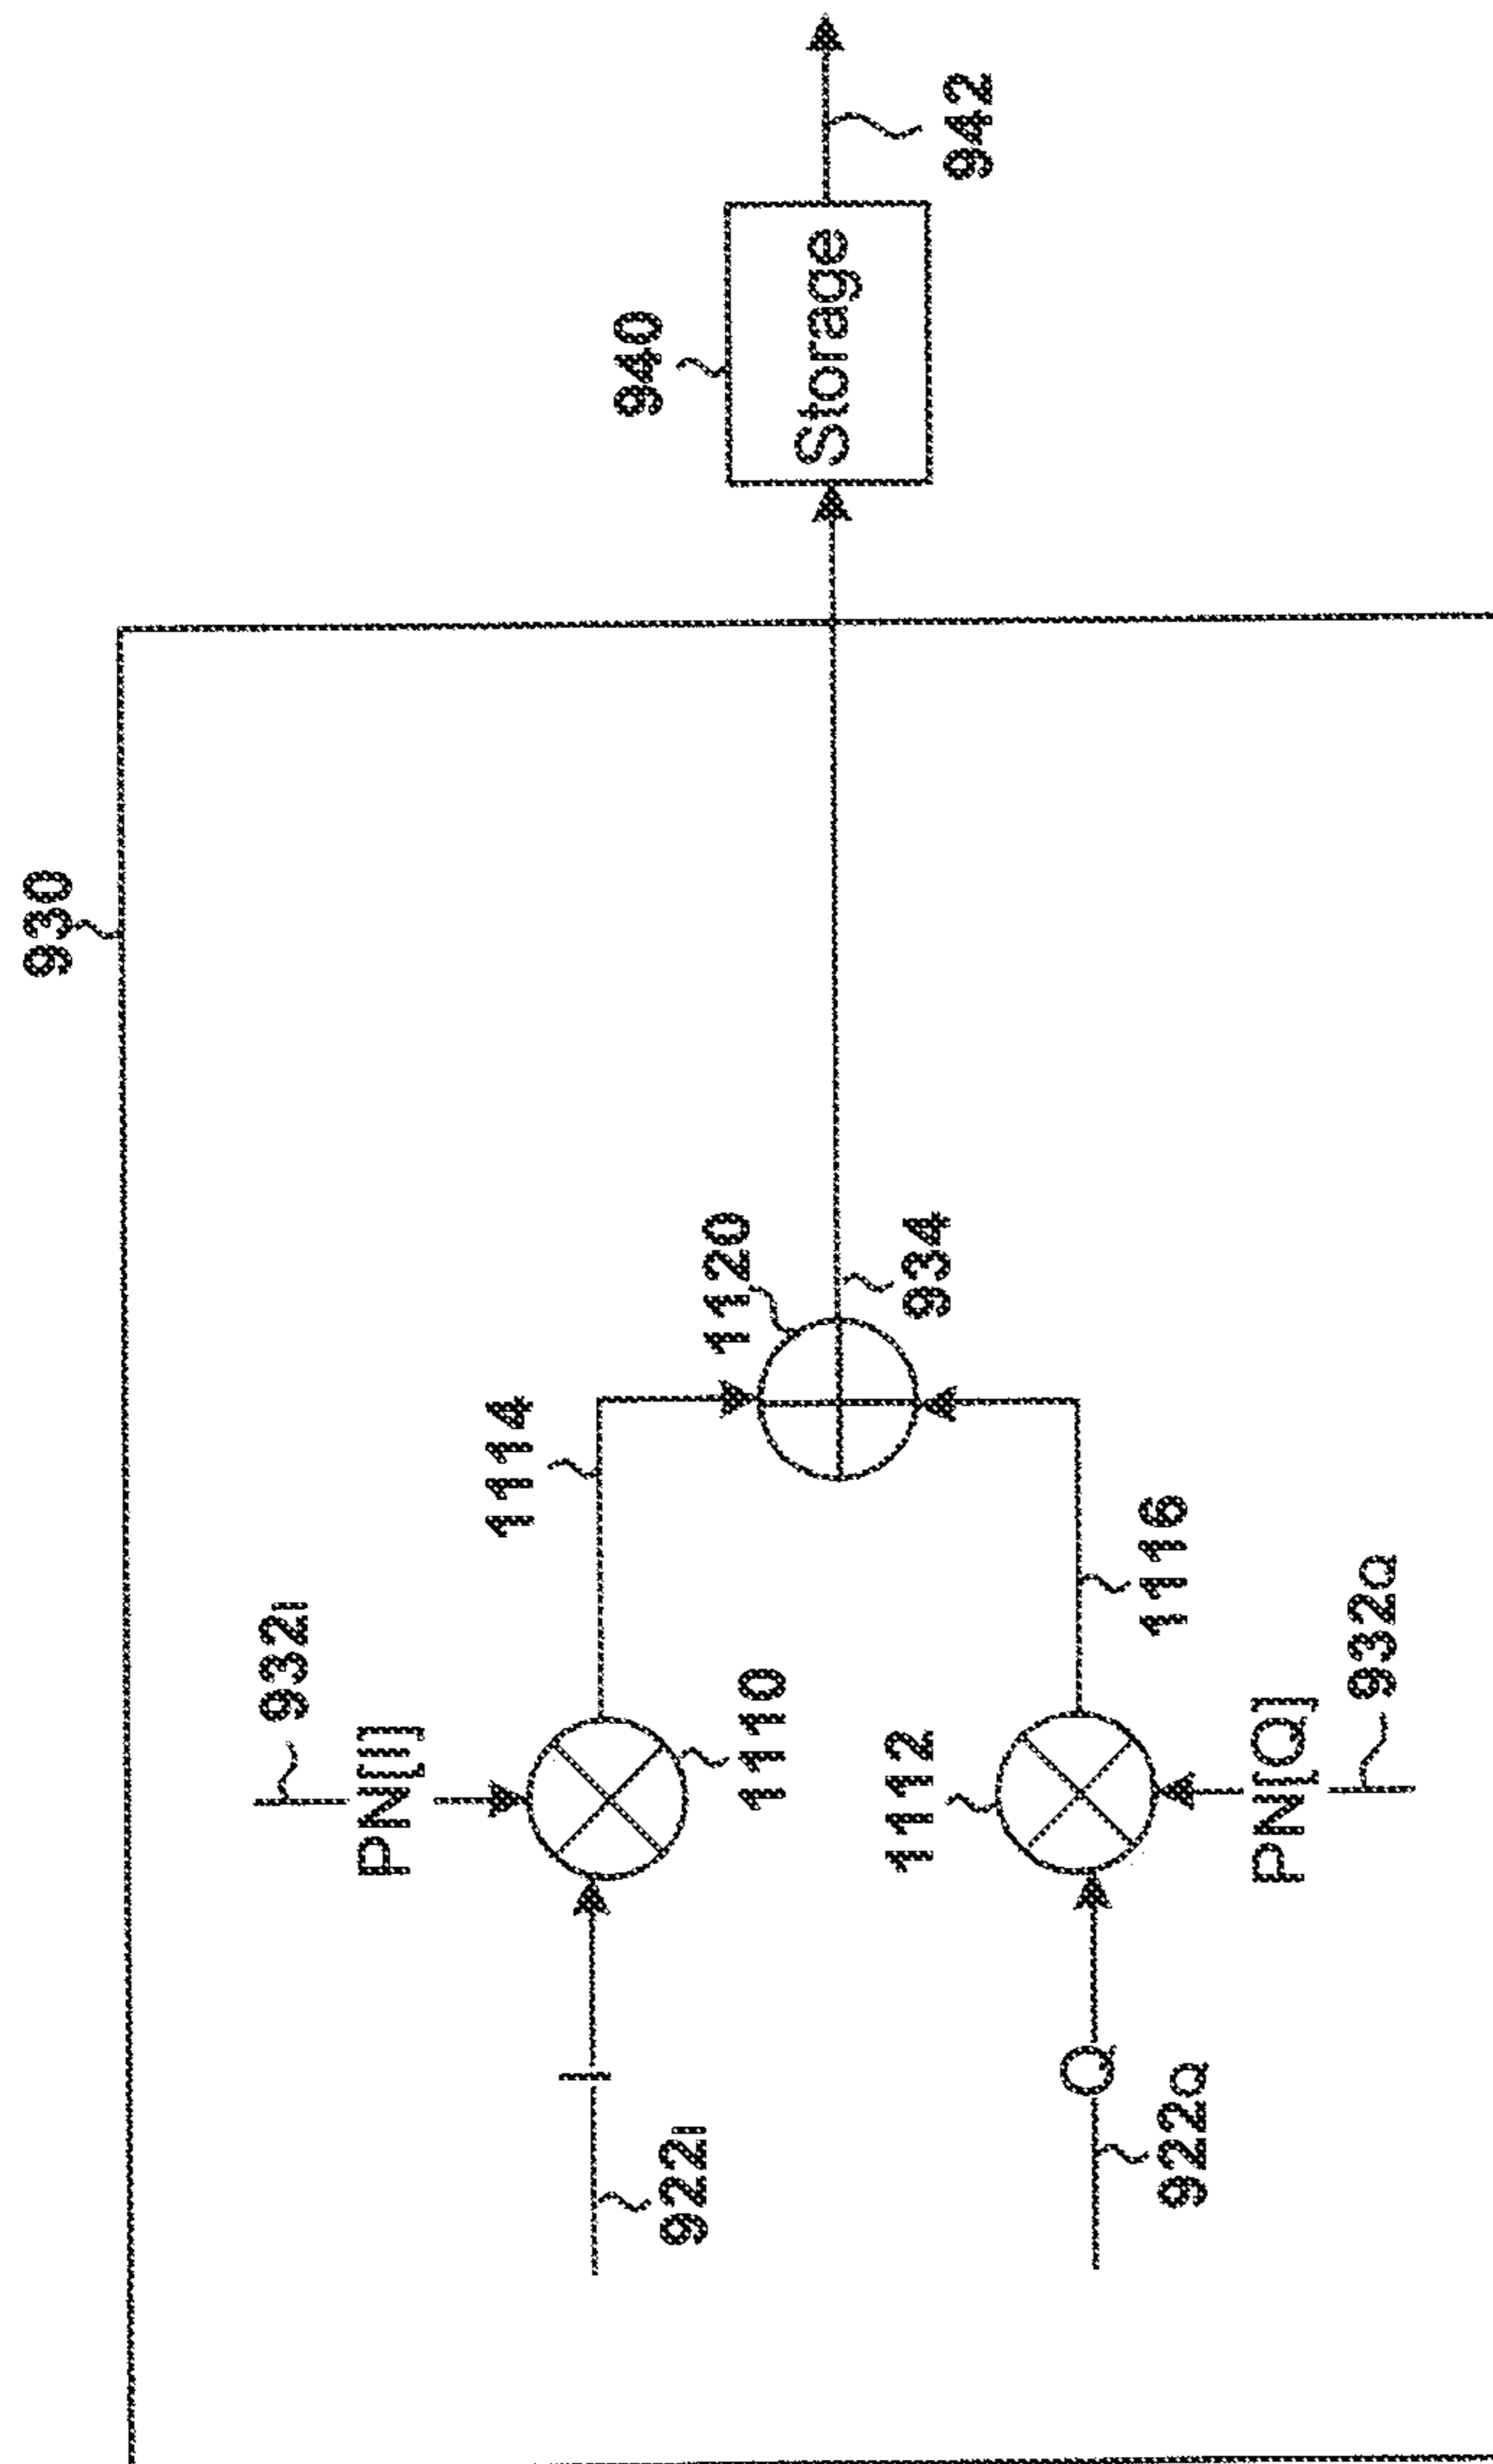 930
932I
PN[I]
1114
922I
I
1110
1120
934
940
Storage
942
1112
1116
922Q
Q
PN[Q]
932Q